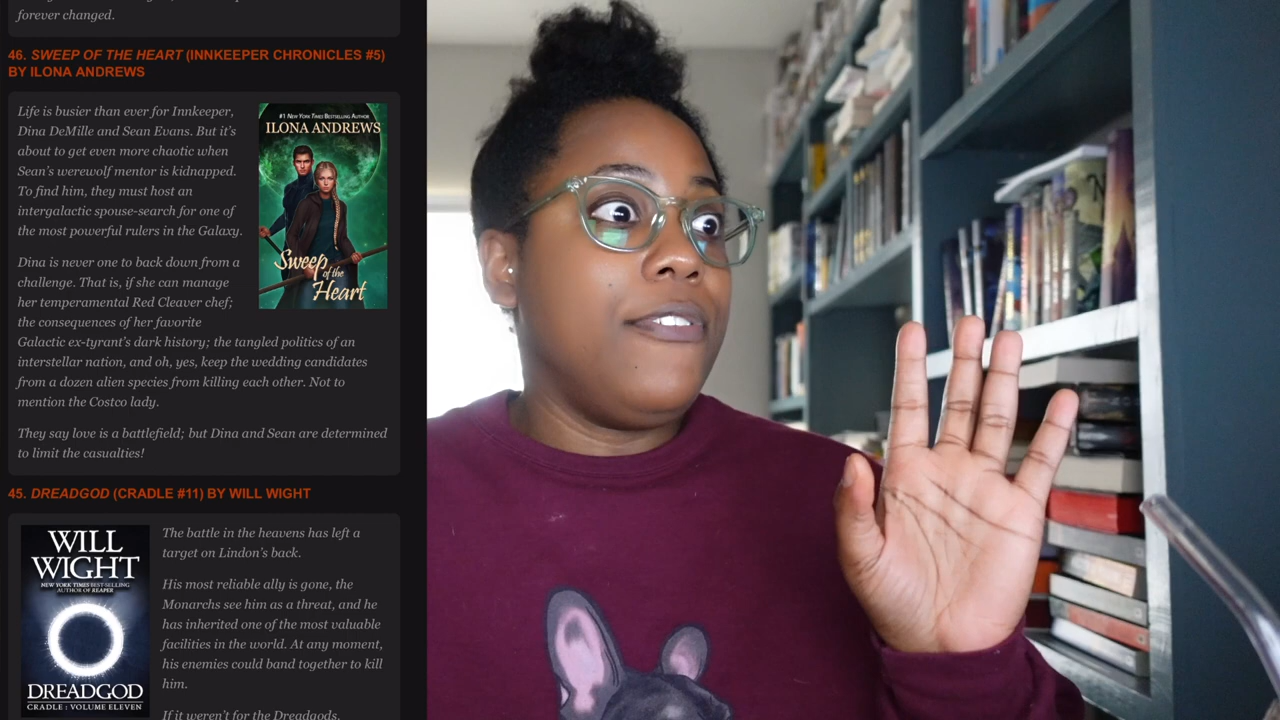 forever changed.
46. SWEEP OF THE HEART (INNKEEPER CHRONICLES #5)
BY ILONA ANDREWS
Life is busier than ever for Innkeeper,
Dina DeMille and Sean Evans. But it's
about to get even more chaotic when
Sean's werewolf mentor is kidnapped.
To find him, they must host an
intergalactic spouse-search for one of
the most powerful rulers in the Galaxy.
Dina is never one to back down from a
challenge. That is, if she can manage
her temperamental Red Cleaver chef;
the consequences of her favorite
Galactic ex-tyrant's dark history; the tangled politics of an
interstellar nation, and oh, yes, keep the wedding candidates
from a dozen alien species from killing each other. Not to
mention the Costco lady.
They say love is a battlefield; but Dina and Sean are determined
to limit the casualties!
#1 NEW YORK TIMES BESTSELLING AUTHOR
ILONA ANDREWS
Sweep
of the
Heart
45. DREADGOD (CRADLE #11) BY WILL WIGHT
WILL
WIGHT
NEW YORK TIMES BEST-SELLING
AUTHOR OF REAPER
DREADGOD
CRADLE : VOLUME ELEVEN
The battle in the heavens has left a
target on Lindon's back.
His most reliable ally is gone, the
Monarchs see him as a threat, and he
has inherited one of the most valuable
facilities in the world. At any moment,
his enemies could band together to kill
him.
If it weren't for the Dreadgods,